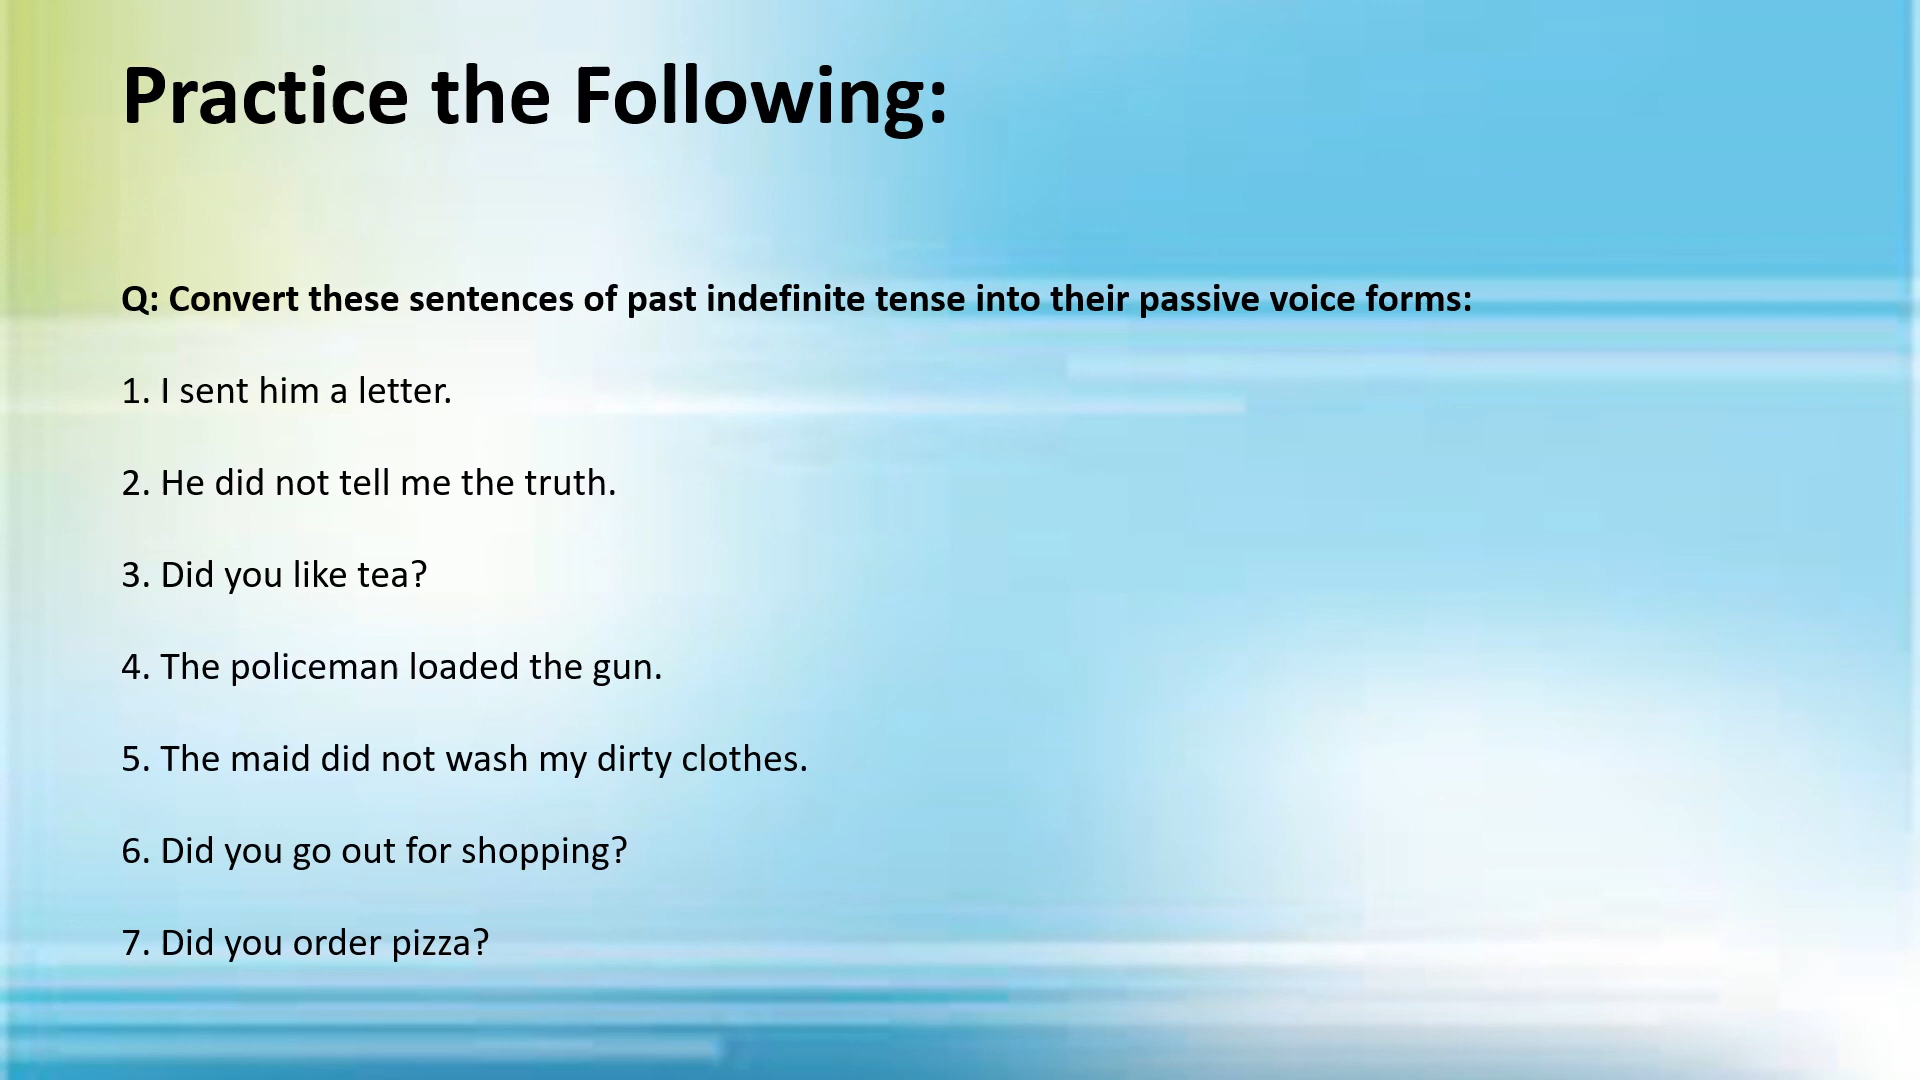 Practice the Following:
Q: Convert these sentences of past indefinite tense into their passive voice forms:
1. I sent him a letter.
2. He did not tell me the truth.
3. Did you like tea?
4. The policeman loaded the gun.
5. The maid did not wash my dirty clothes.
6. Did you go out for shopping?
7. Did you order pizza?